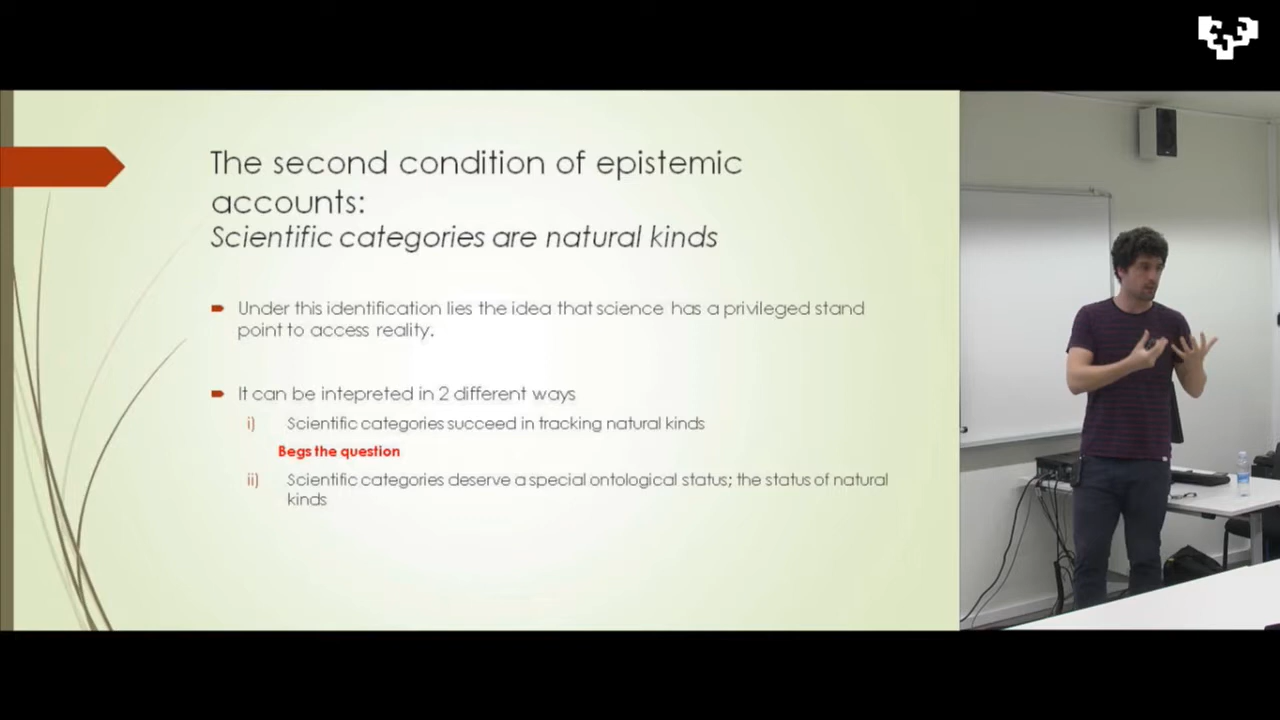 The second condition of epistemic
accounts:
Scientific categories are natural kinds
Under this identification lies the idea that science has a privileged stand
point to access reality.
It can be intepreted in 2 different ways
i) Scientific categories succeed in tracking natural kinds
Begs the question
ii) Scientific categories deserve a special ontological status; the status of natural
kinds